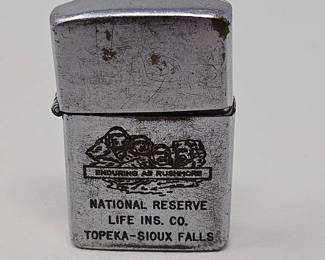 ENDURING AS RUSHMORE
NATIONAL RESERVE
LIFE INS. CO.
TOPEKA-SIOUX FALLS